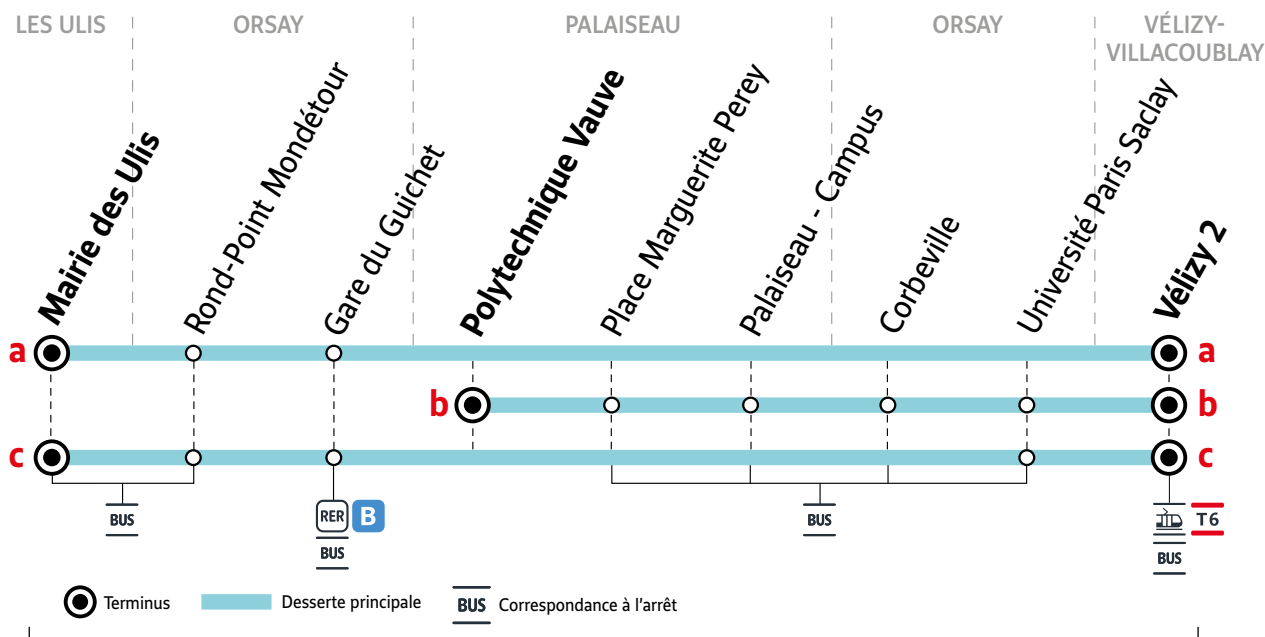 LES ULIS
ORSAY
PALAISEAU
ORSAY
VÉLIZY-
VILLACOUBLAY
Mairie des Ulis
Rond-Point Mondétour
Gare du Guichet
Polytechnique Vauve
Place Marguerite Perey
Palaiseau - Campus
Corbeville
Université Paris Saclay
Vélizy 2
a
a
b
b
c
c
BUS
RER B
BUS
BUS
T6
BUS
Terminus
Desserte principale
BUS Correspondance à l'arrêt